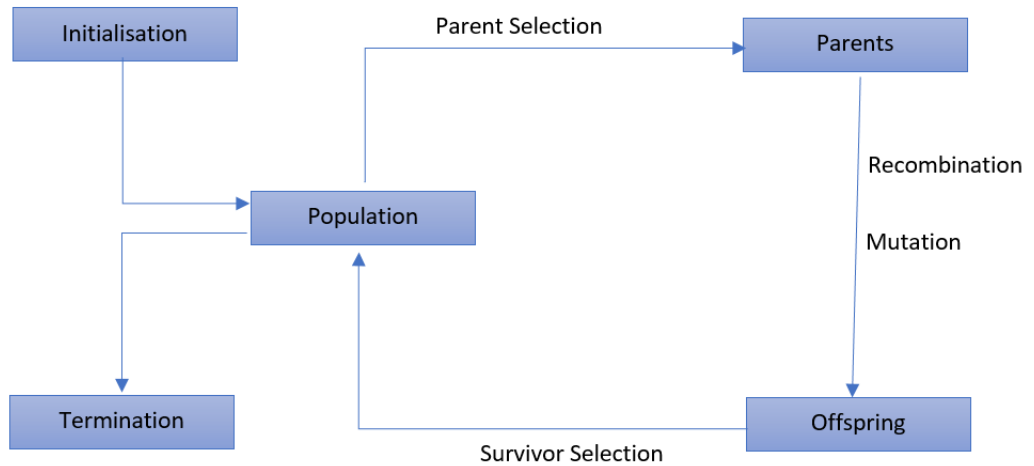 Initialisation
Parent Selection
Parents
Recombination
Population
Mutation
Termination
Offspring
Survivor Selection